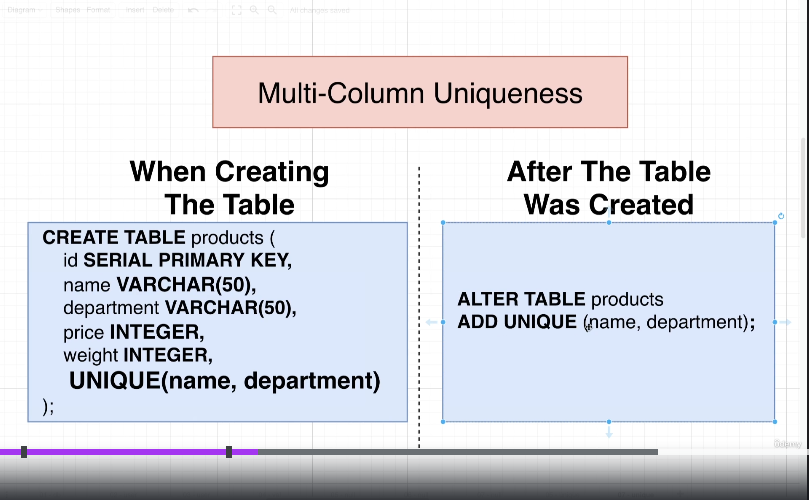 Diagram Shapes Format Insert Delete All changes saved
Multi-Column Uniqueness
When Creating
The Table
CREATE TABLE products (
id SERIAL PRIMARY KEY,
name VARCHAR(50),
department VARCHAR(50),
price INTEGER,
weight INTEGER,
UNIQUE(name, department)
);
After The Table
Was Created
ALTER TABLE products
ADD UNIQUE (name, department);
ûdemy